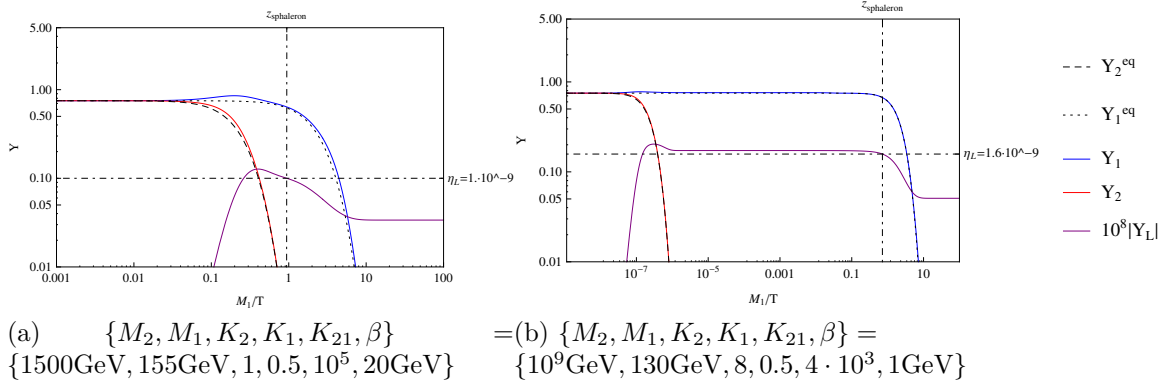 z_sphaleron
5.00
1.00
0.50
0.10
0.05
0.01
Y
η_L=1.·10^−9
0.001
0.01
0.1
1
10
100
M_1/T
z_sphaleron
5.00
1.00
0.50
0.10
0.05
0.01
Y
η_L=1.6·10^−9
10^{−7}
10^{−5}
0.001
0.1
10
M_1/T
Y_2^{eq}
Y_1^{eq}
Y_1
Y_2
10^8|Y_L|
(a) {M_2, M_1, K_2, K_1, K_{21}, β} =
{1500GeV, 155GeV, 1, 0.5, 10^5, 20GeV}
(b) {M_2, M_1, K_2, K_1, K_{21}, β} =
{10^9GeV, 130GeV, 8, 0.5, 4 · 10^3, 1GeV}